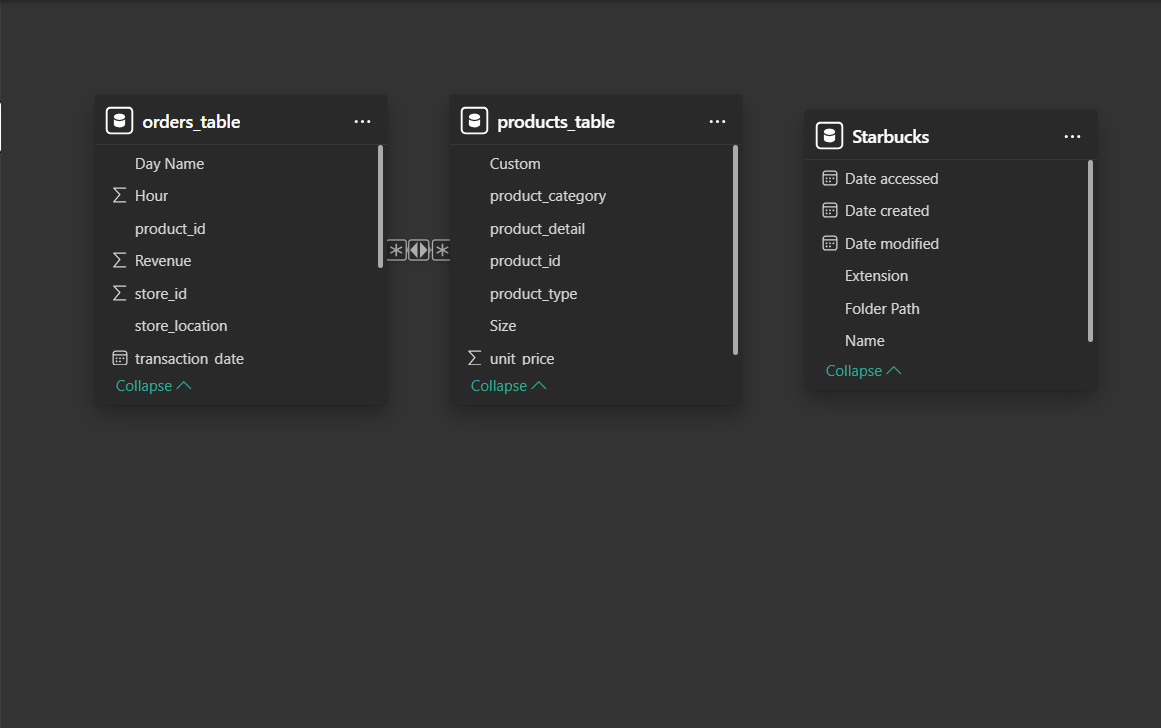 orders_table
...
Day Name
Hour
product_id
Revenue
store_id
store_location
transaction_date
Collapse
products_table
...
Custom
product_category
product_detail
product_id
product_type
Size
unit_price
Collapse
Starbucks
...
Date accessed
Date created
Date modified
Extension
Folder Path
Name
Collapse